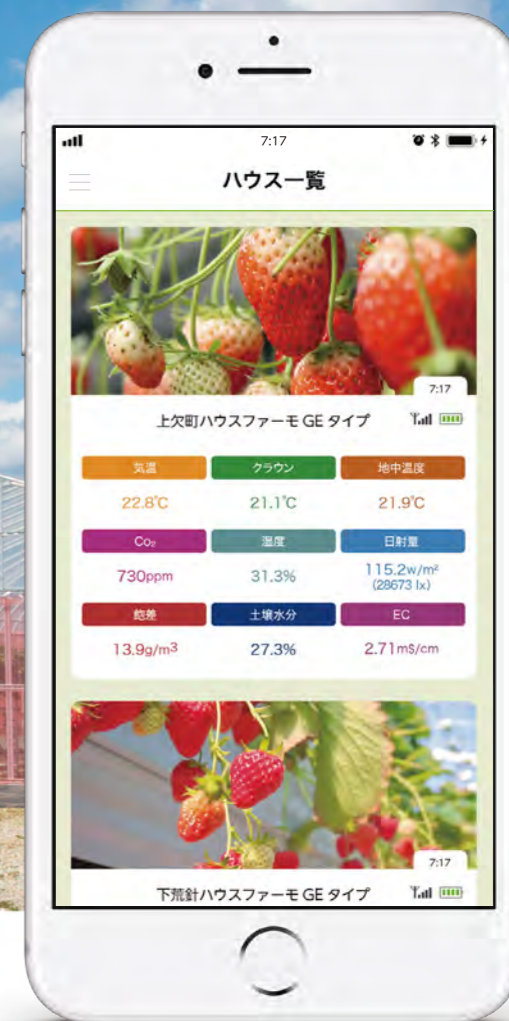 7:17
ハウス一覧
7:17
上欠町ハウスファーモ GE タイプ
気温 クラウン 地中温度
22.8℃ 21.1℃ 21.9℃
Co₂ 湿度 日射量
730ppm 31.3% 115.2w/m²
(28673 lx)
飽差 土壌水分 EC
13.9g/m³ 27.3% 2.71mS/cm
7:17
下荒針ハウスファーモ GE タイプ